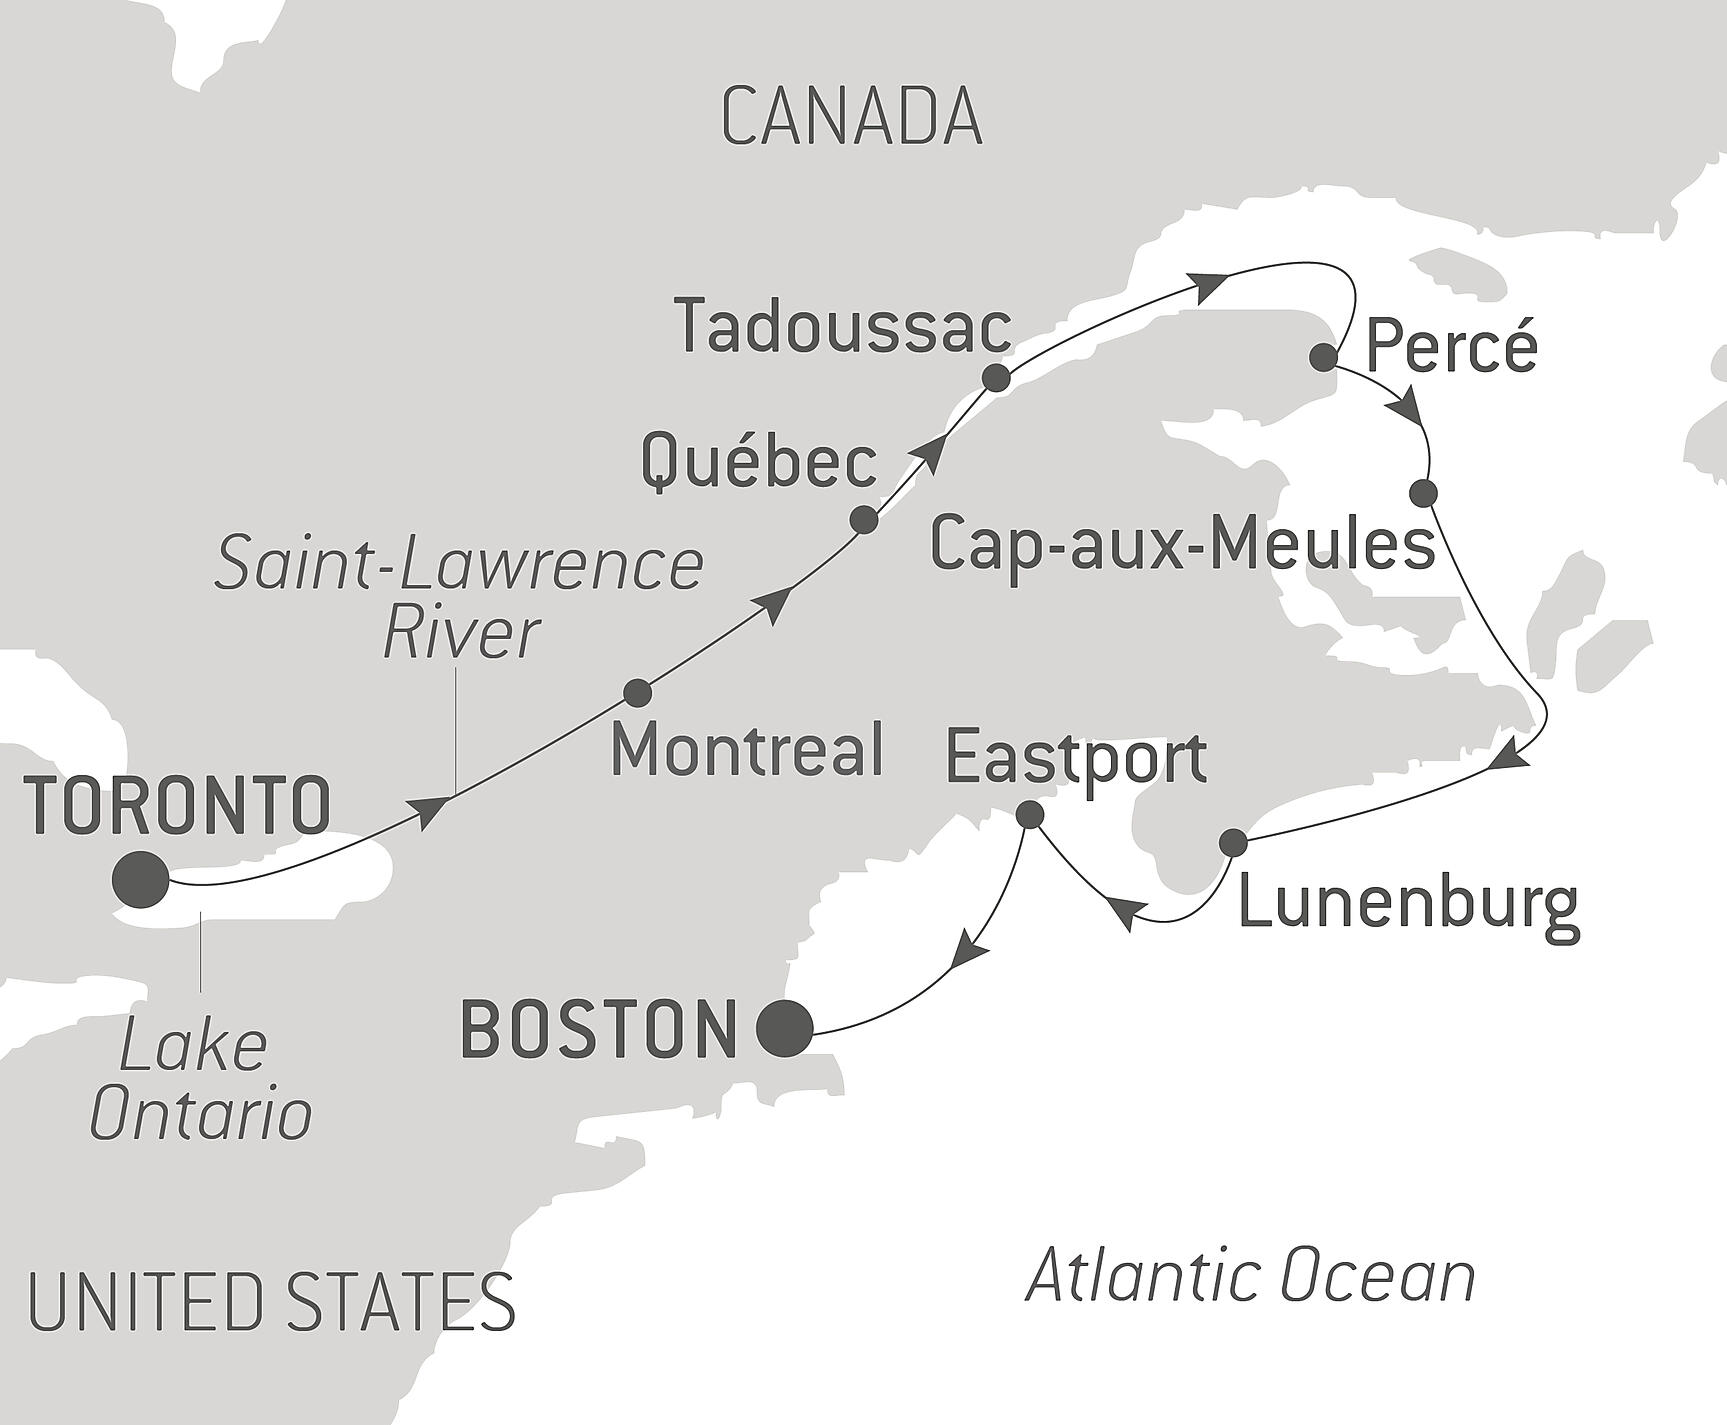 CANADA
Tadoussac
Percé
Québec
Cap-aux-Meules
Saint-Lawrence
River
Montreal
Eastport
TORONTO
Lunenburg
BOSTON
Lake
Ontario
UNITED STATES
Atlantic Ocean